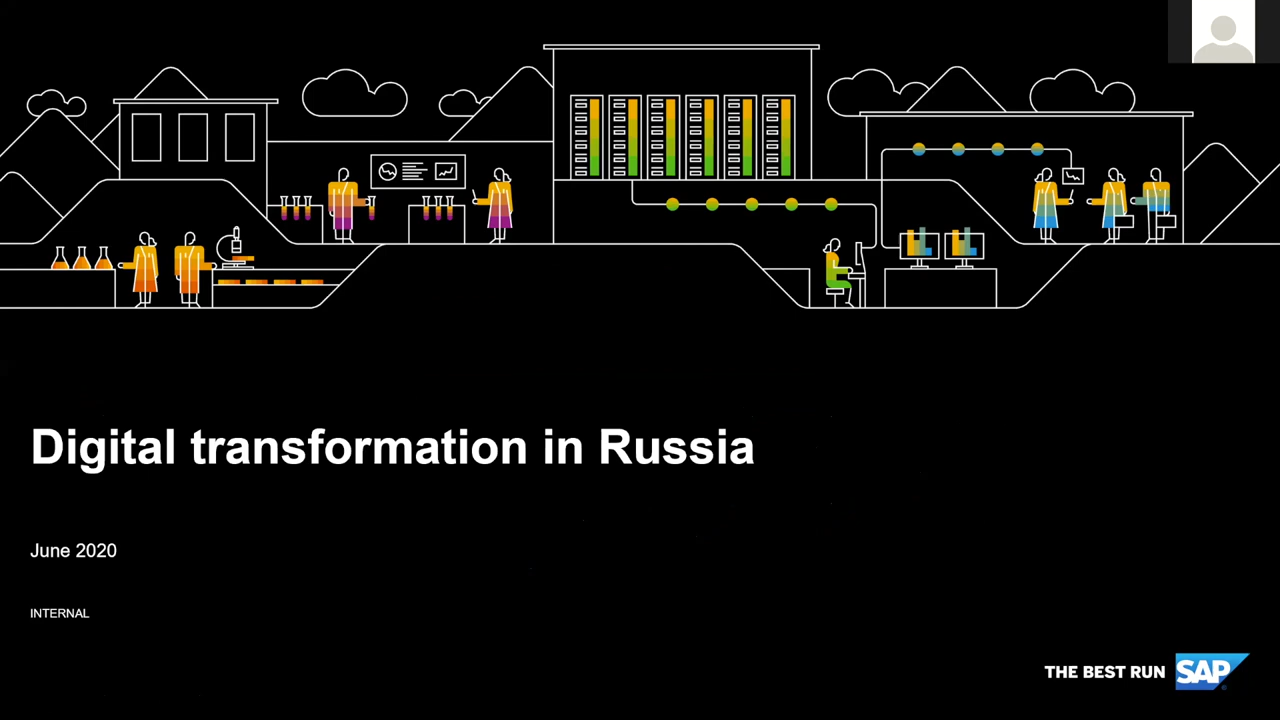 Digital transformation in Russia
June 2020
INTERNAL
THE BEST RUN SAP